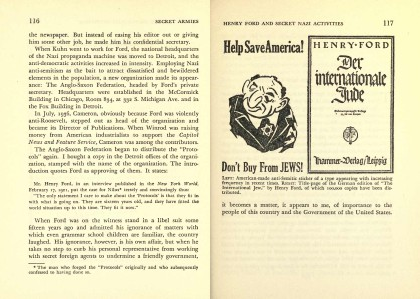 116 SECRET ARMIES
the newspaper. But instead of easing his editor out or giving
him some other job, he made him his confidential secretary.
When Kuhn went to work for Ford, the national headquarters
of the Nazi propaganda machine was moved to Detroit, and the
anti-democratic activities increased in intensity. Employing Nazi
anti-semitism as the bait to attract dissatisfied and bewildered
elements in the population, a new organization made its appear-
ance: The Anglo-Saxon Federation, headed by Ford's private
secretary. Headquarters were established in the McCormick
Building in Chicago, Room 834, 332 S. Michigan Ave. and in
the Fox Building in Detroit.
In July, 1936, Cameron, obviously because Ford was violently
anti-Roosevelt, stepped out as head of the organization and
became its Director of Publications. When Winrod was raising
money from American industrialists to support the Capitol
News and Feature Service, Cameron was among the contributors.
The Anglo-Saxon Federation began to distribute the "Proto-
cols" again. I bought a copy in the Detroit offices of the organi-
zation, stamped with the name of the organization. The intro-
duction quotes Ford as approving of them. It states:
Mr. Henry Ford, in an interview published in the New York World,
February 17, 1921, put the case for Nilus* tersely and convincingly thus:
"The only statement I care to make about the Protocols is that they fit in
with what is going on. They are sixteen years old, and they have fitted the
world situation up to this time. They fit it now."
When Ford was on the witness stand in a libel suit some
fifteen years ago and admitted his ignorance of matters with
which even grammar school children are familiar, the country
laughed. His ignorance, however, is his own affair, but when he
takes no step to curb his personal representative from working
with secret foreign agents to undermine a friendly government,
* The man who forged the "Protocols" originally and who subsequently
confessed to having done so.
HENRY FORD AND SECRET NAZI ACTIVITIES 117
Help Save America!
Don't Buy From JEWS!
HENRY FORD
Der
internationale
Jude
Hammer-Verlag/Leipzig
LEFT: American-made anti-Semitic sticker of a type appearing with increasing
frequency in recent times. RIGHT: Title-page of the German edition of "The
International Jew," by Henry Ford, of which copies have been dis-
tributed.
it becomes a matter, it appears to me, of importance to the
people of this country and the Government of the United States.